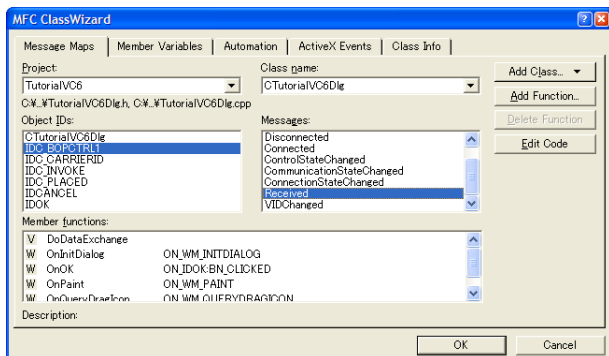 MFC ClassWizard
Message Maps Member Variables Automation ActiveX Events Class Info
Project: Class name:
TutorialVC6 CTutorialVC6Dlg
C:¥...¥TutorialVC6Dlg.h, C:¥...¥TutorialVC6Dlg.cpp
Object IDs: Messages:
CTutorialVC6Dlg
IDC_BOPCTRL1
IDC_CARRIERID
IDC_INVOKE
IDC_PLACED
IDCANCEL
IDOK
Disconnected
Connected
ControlStateChanged
CommunicationStateChanged
ConnectionStateChanged
Received
VIDChanged
Add Class...
Add Function...
Delete Function
Edit Code
Member functions:
V DoDataExchange
W OnInitDialog ON_WM_INITDIALOG
W OnOK ON_IDOK:BN_CLICKED
W OnPaint ON_WM_PAINT
W OnQueryDragIcon ON_WM_QUERYDRAGICON
Description:
OK Cancel